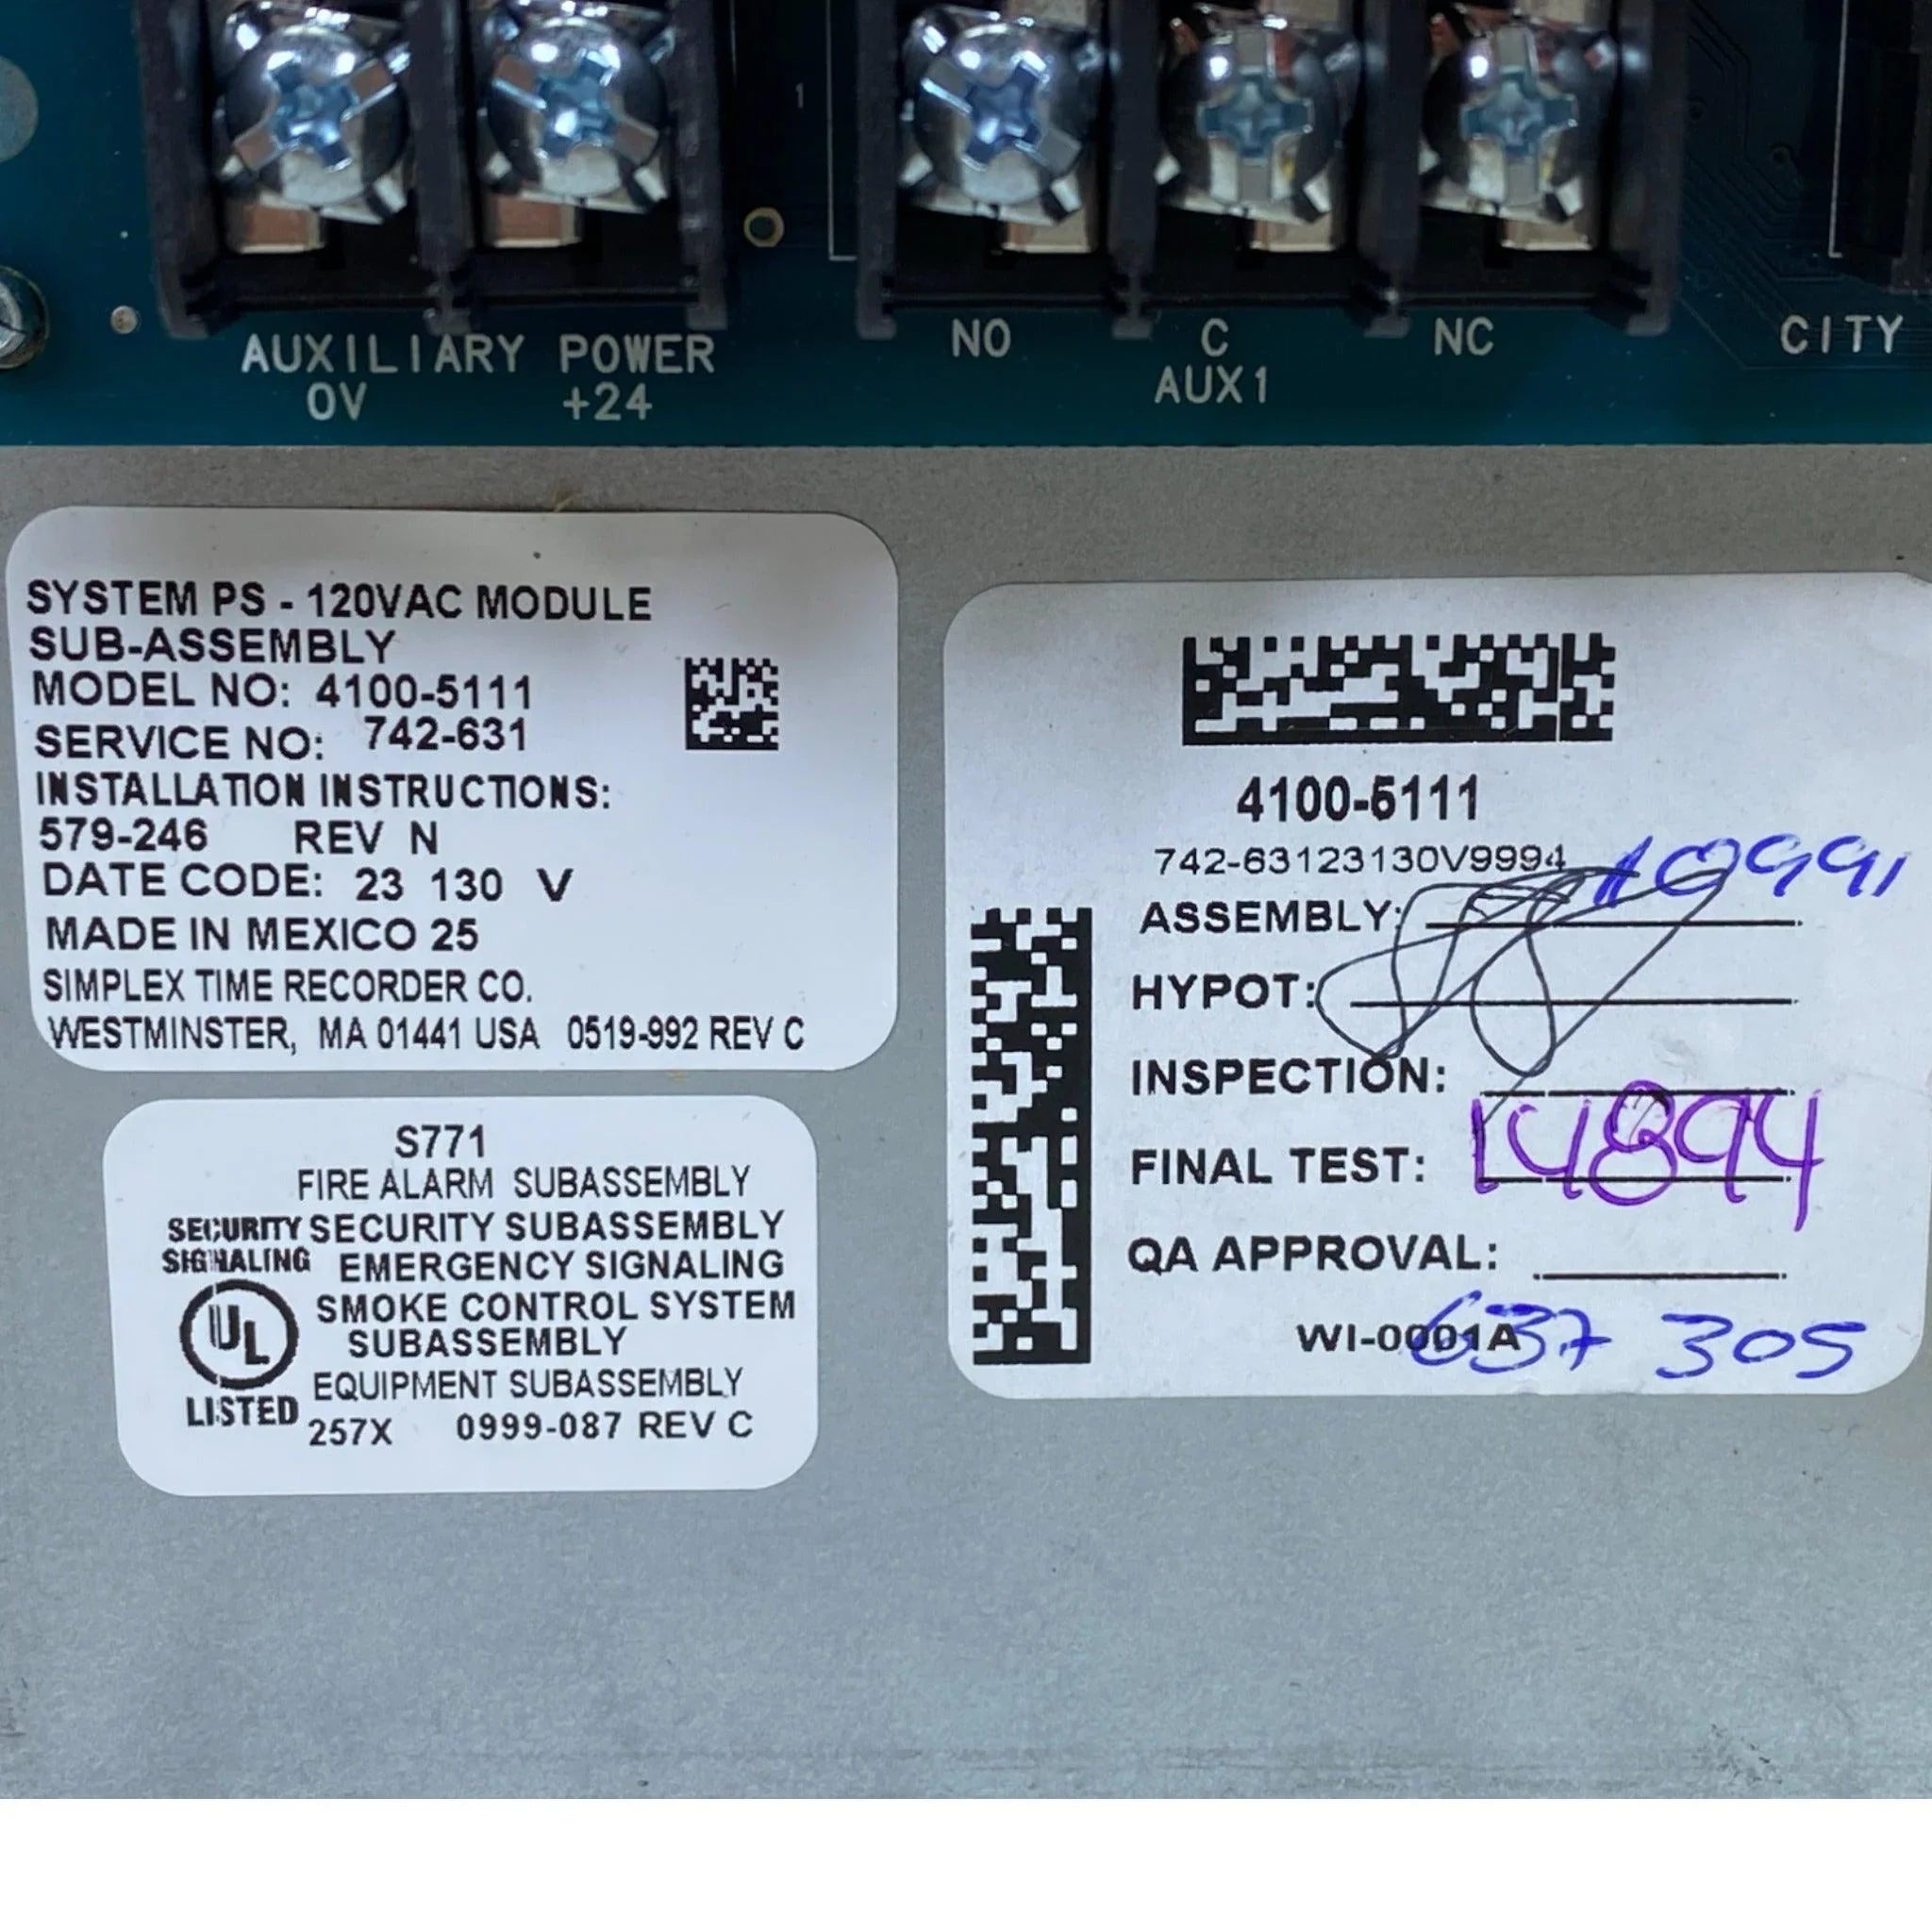 1
AUXILIARY POWER
0V +24
NO C NC
AUX1
CITY
SYSTEM PS - 120VAC MODULE
SUB-ASSEMBLY
MODEL NO: 4100-5111
SERVICE NO: 742-631
INSTALLATION INSTRUCTIONS:
579-246 REV N
DATE CODE: 23 130 V
MADE IN MEXICO 25
SIMPLEX TIME RECORDER CO.
WESTMINSTER, MA 01441 USA 0519-992 REV C
S771
FIRE ALARM SUBASSEMBLY
SECURITY SECURITY SUBASSEMBLY
SIGNALING EMERGENCY SIGNALING
SMOKE CONTROL SYSTEM
SUBASSEMBLY
UL
EQUIPMENT SUBASSEMBLY
LISTED 257X 0999-087 REV C
4100-5111
742-63123130V9994
10991
ASSEMBLY:
HYPOT:
INSPECTION:
FINAL TEST: 14894
QA APPROVAL:
WI-0001A
637 305